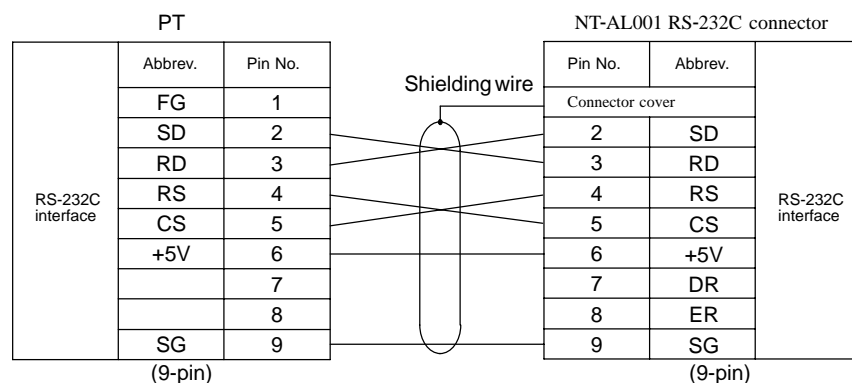 PT
NT-AL001 RS-232C connector
Abbrev. Pin No.
Pin No. Abbrev.
Shielding wire
FG 1
Connector cover
SD 2
2 SD
RD 3
3 RD
RS 4
4 RS
RS-232C
interface
RS-232C
interface
CS 5
5 CS
+5V 6
6 +5V
7
7 DR
8
8 ER
SG 9
9 SG
(9-pin)
(9-pin)